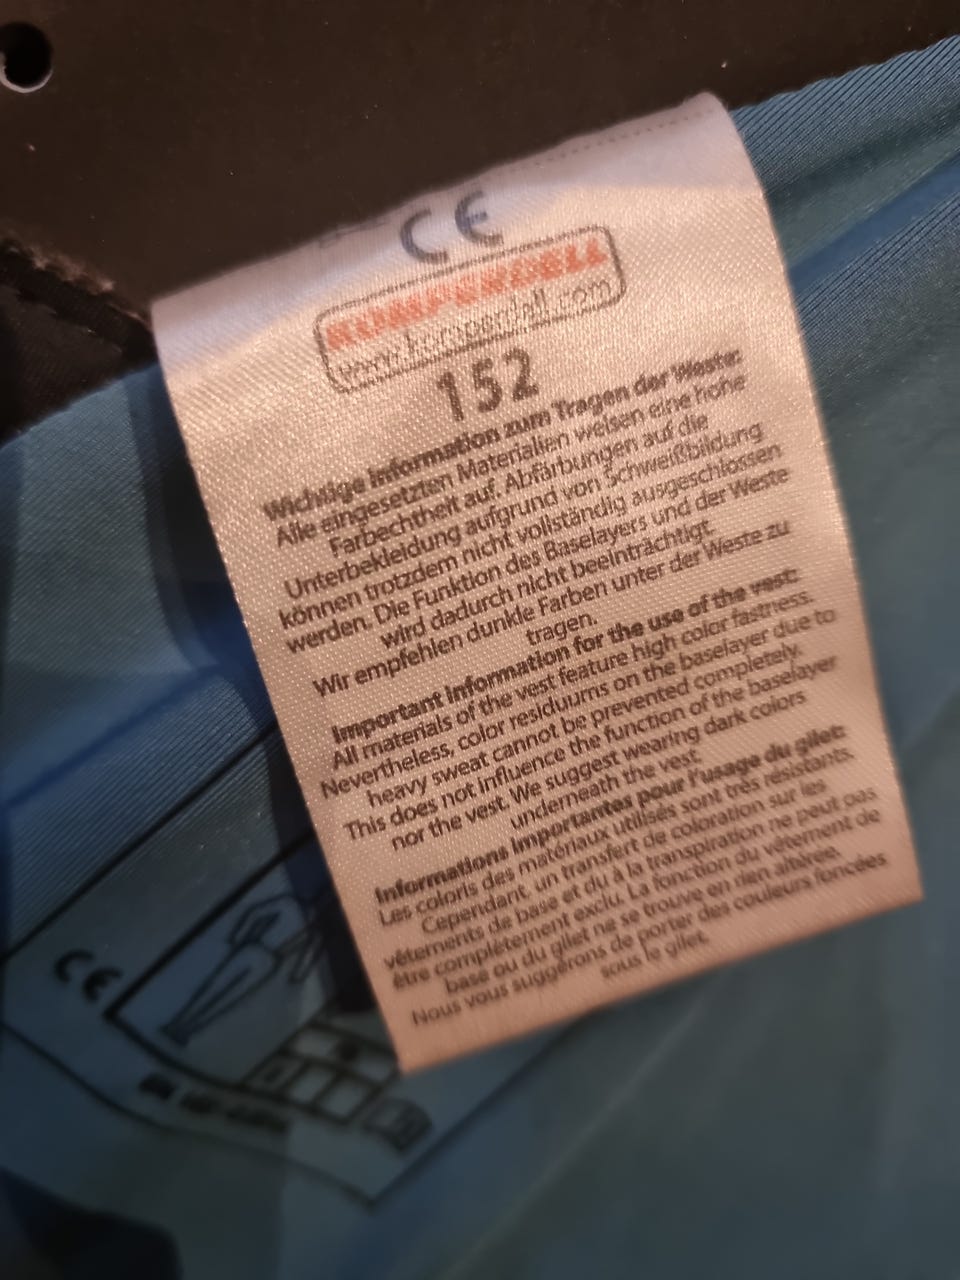 CE
KOMPERDELL
www.komperdell.com
152
Wichtige Information zum Tragen der Weste:
Alle eingesetzten Materialien weisen eine hohe
Farbechtheit auf. Abfärbungen auf die
Unterbekleidung aufgrund von Schweißbildung
können trotzdem nicht vollständig ausgeschlossen
werden. Die Funktion des Baselayers und der Weste
wird dadurch nicht beeinträchtigt.
Wir empfehlen dunkle Farben unter der Weste zu
tragen.
Important information for the use of the vest:
All materials of the vest feature high color fastness.
Nevertheless, color residuums on the baselayer due to
heavy sweat cannot be prevented completely.
This does not influence the function of the baselayer
nor the vest. We suggest wearing dark colors
underneath the vest.
Informations importantes pour l'usage du gilet:
Les coloris des matériaux utilisés sont très résistants.
Cependant, un transfert de coloration sur les
vêtements de base et du à la transpiration ne peut pas
être complètement exclu. La fonction du vêtement de
base ou du gilet ne se trouve en rien altérée.
Nous vous suggérons de porter des couleurs foncées
sous le gilet.
CE